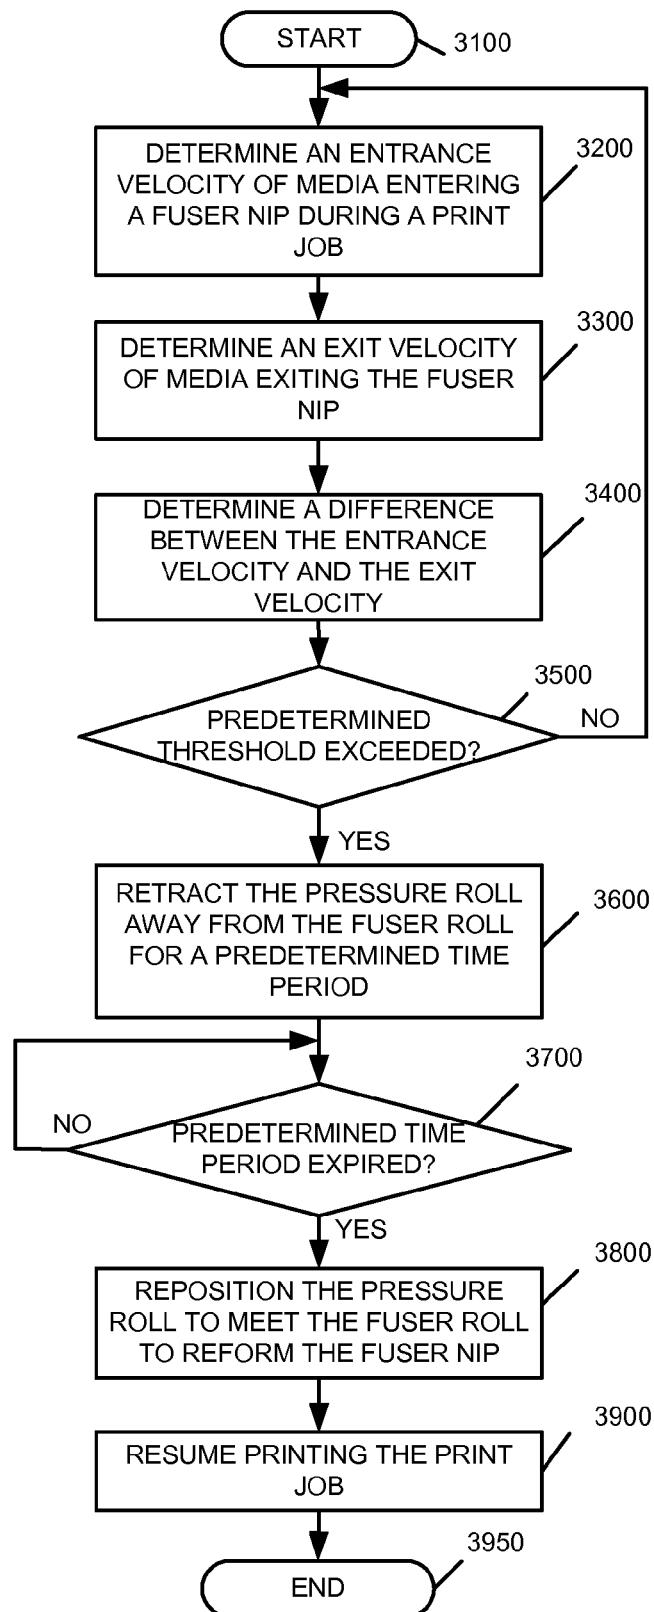 START
3100
DETERMINE AN ENTRANCE
VELOCITY OF MEDIA ENTERING
A FUSER NIP DURING A PRINT
JOB
3200
DETERMINE AN EXIT VELOCITY
OF MEDIA EXITING THE FUSER
NIP
3300
DETERMINE A DIFFERENCE
BETWEEN THE ENTRANCE
VELOCITY AND THE EXIT
VELOCITY
3400
PREDETERMINED
THRESHOLD EXCEEDED?
3500
NO
YES
RETRACT THE PRESSURE ROLL
AWAY FROM THE FUSER ROLL
FOR A PREDETERMINED TIME
PERIOD
3600
PREDETERMINED TIME
PERIOD EXPIRED?
3700
NO
YES
REPOSITION THE PRESSURE
ROLL TO MEET THE FUSER ROLL
TO REFORM THE FUSER NIP
3800
RESUME PRINTING THE PRINT
JOB
3900
END
3950